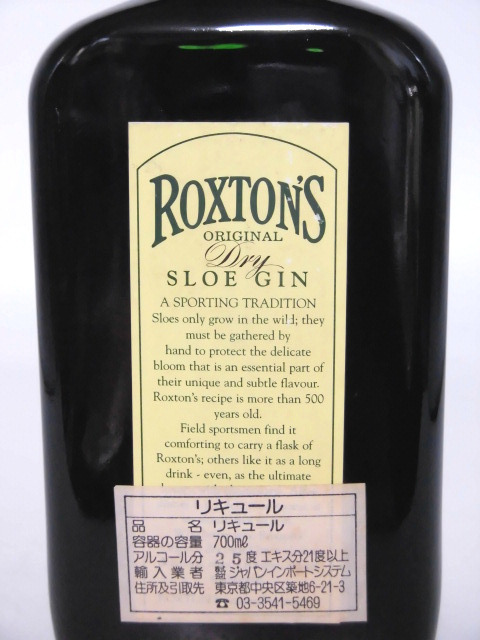 ROXTON'S
ORIGINAL
Dry
SLOE GIN
A SPORTING TRADITION
Sloes only grow in the wild; they
must be gathered by
hand to protect the delicate
bloom that is an essential part of
their unique and subtle flavour.
Roxton's recipe is more than 500
years old.
Field sportsmen find it
comforting to carry a flask of
Roxton's; others like it as a long
drink - even, as the ultimate
リキュール
品 名 リキュール
容器の容量 700mℓ
アルコール分 25度 エキス分21度以上
輸入業者 ジャパンインポートシステム
住所及引取先 東京都中央区築地6-21-3
☎ 03-3541-5469